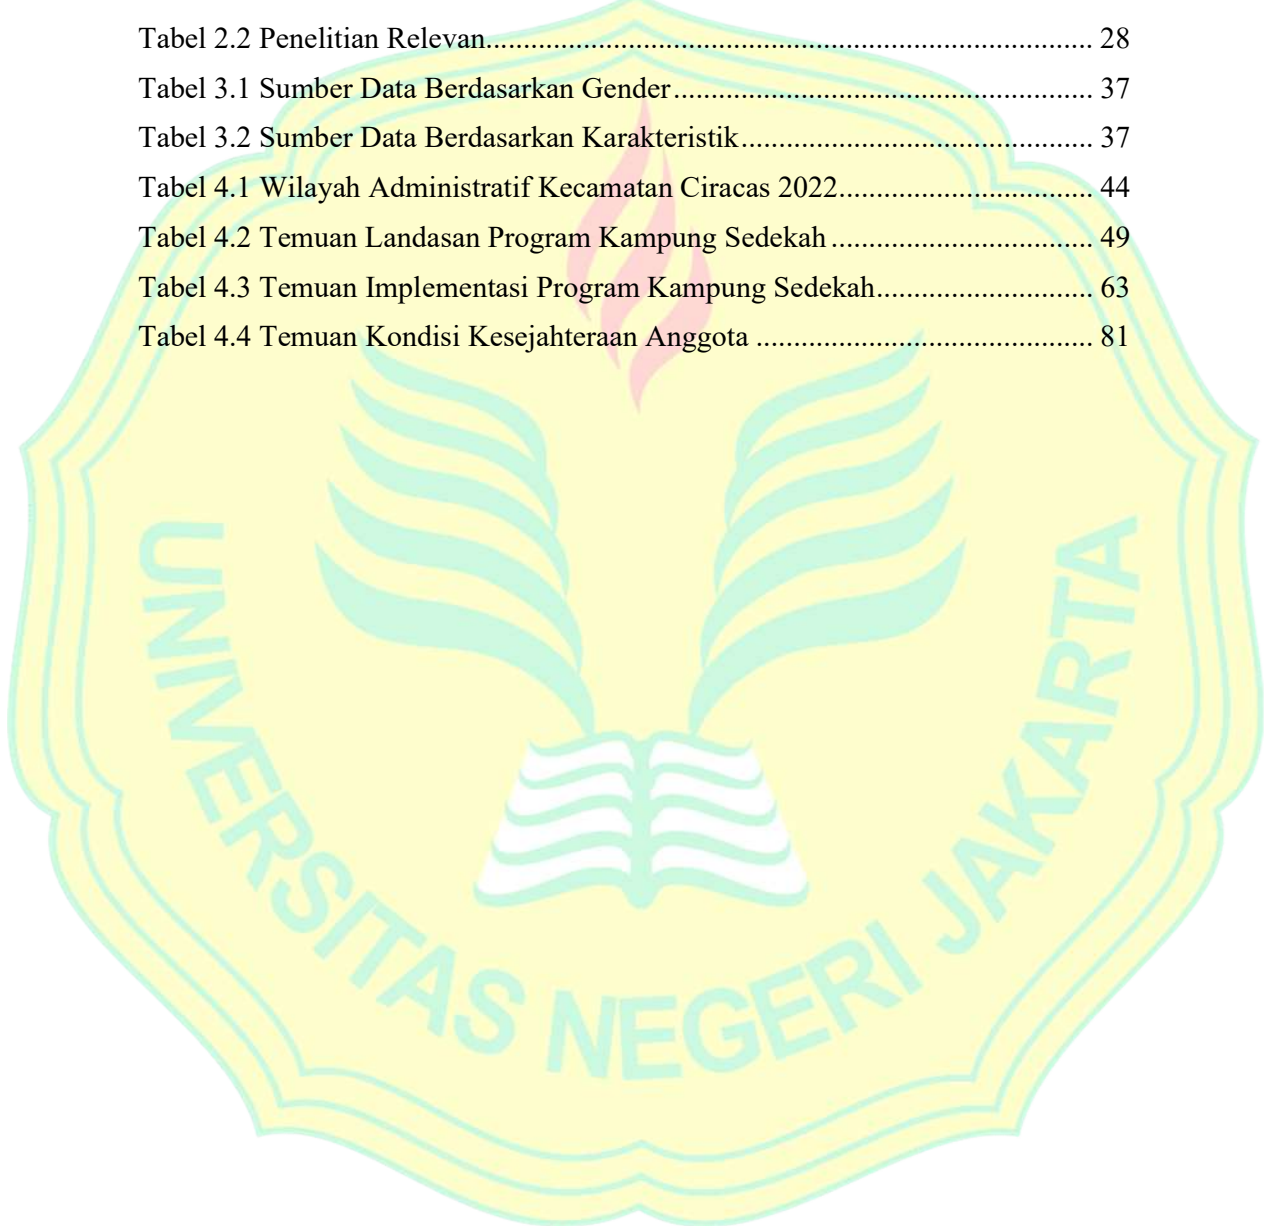 Tabel 2.2 Penelitian Relevan................................................................................ 28
Tabel 3.1 Sumber Data Berdasarkan Gender....................................................... 37
Tabel 3.2 Sumber Data Berdasarkan Karakteristik.............................................. 37
Tabel 4.1 Wilayah Administratif Kecamatan Ciracas 2022................................. 44
Tabel 4.2 Temuan Landasan Program Kampung Sedekah .................................. 49
Tabel 4.3 Temuan Implementasi Program Kampung Sedekah............................ 63
Tabel 4.4 Temuan Kondisi Kesejahteraan Anggota ............................................ 81
UNIVERSITAS NEGERI JAKARTA